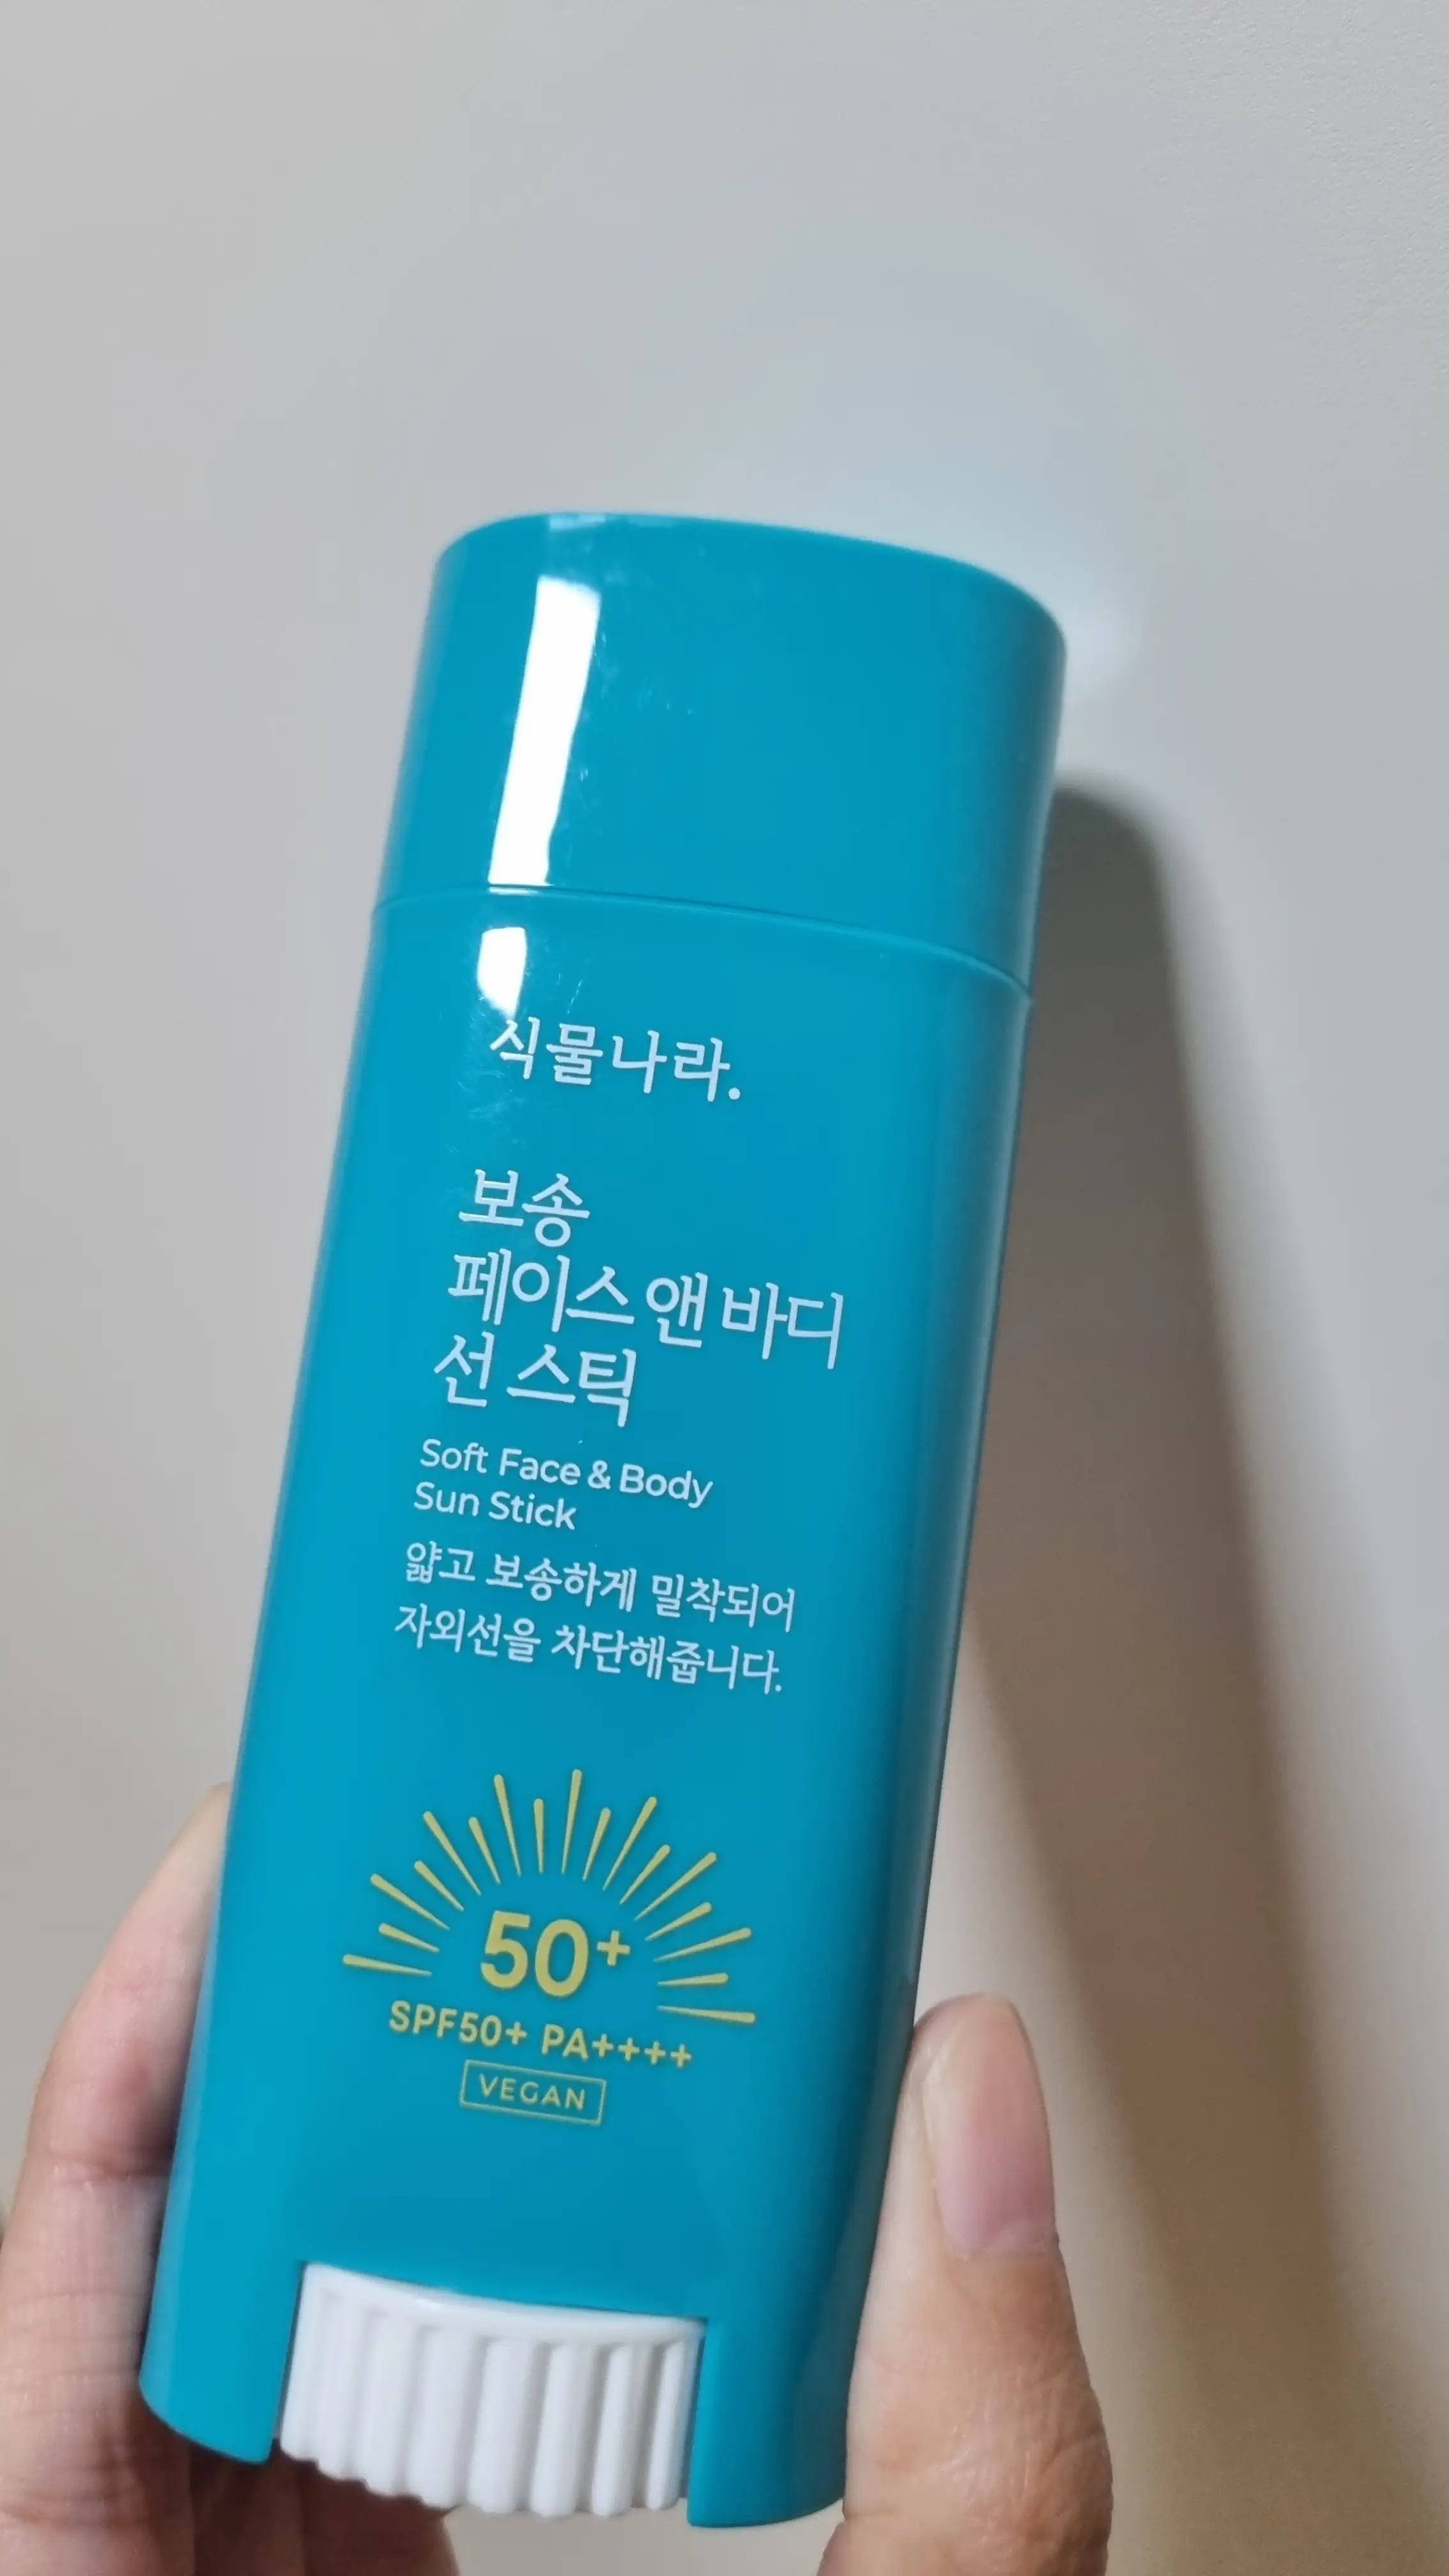 식물나라.
보송
페이스 앤 바디
선 스틱
Soft Face & Body
Sun Stick
얇고 보송하게 밀착되어
자외선을 차단해줍니다.
50+
SPF50+ PA++++
VEGAN